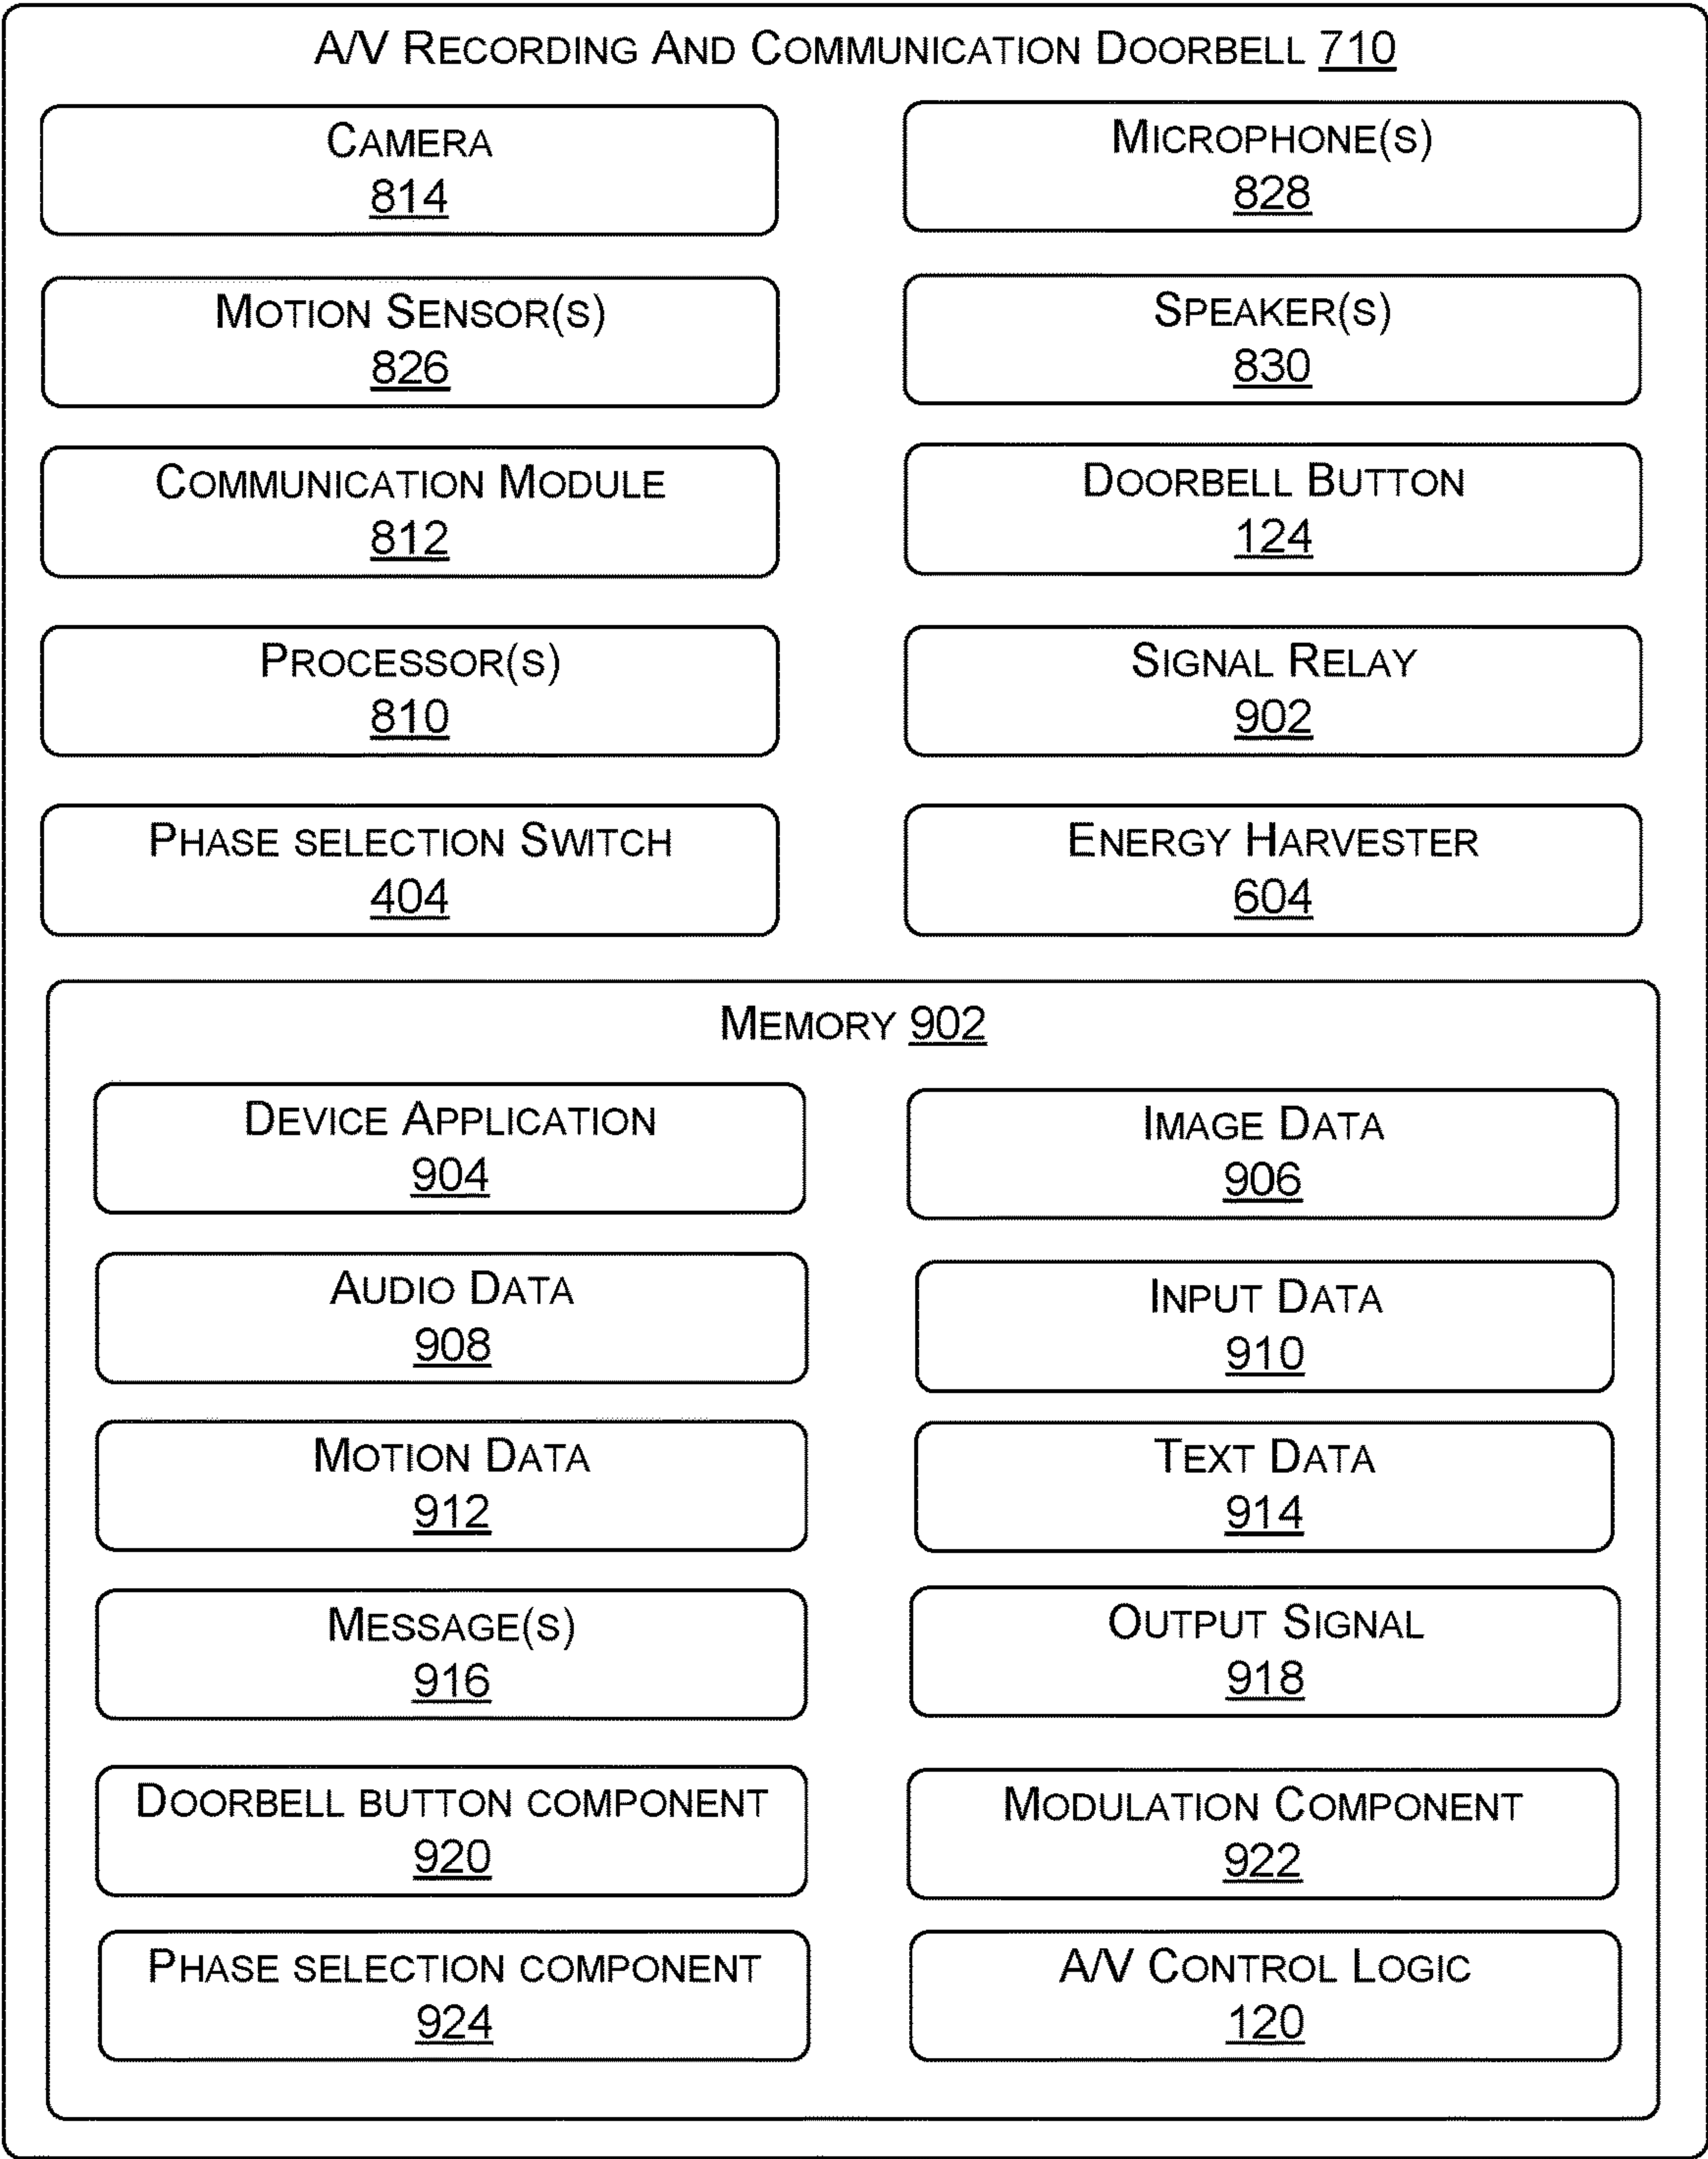 A/V RECORDING AND COMMUNICATION DOORBELL 710
CAMERA
814
MICROPHONE(S)
828
MOTION SENSOR(S)
826
SPEAKER(S)
830
COMMUNICATION MODULE
812
DOORBELL BUTTON
124
PROCESSOR(S)
810
SIGNAL RELAY
902
PHASE SELECTION SWITCH
404
ENERGY HARVESTER
604
MEMORY 902
DEVICE APPLICATION
904
IMAGE DATA
906
AUDIO DATA
908
INPUT DATA
910
MOTION DATA
912
TEXT DATA
914
MESSAGE(S)
916
OUTPUT SIGNAL
918
DOORBELL BUTTON COMPONENT
920
MODULATION COMPONENT
922
PHASE SELECTION COMPONENT
924
A/V CONTROL LOGIC
120